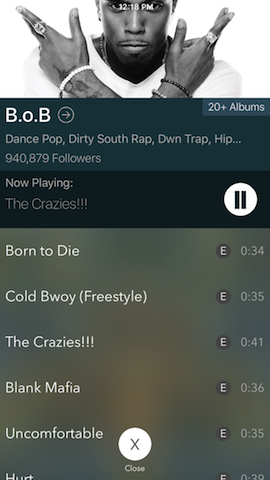 12:18 PM
20+ Albums
B.o.B
Dance Pop, Dirty South Rap, Dwn Trap, Hip...
940,879 Followers
Now Playing:
The Crazies!!!
Born to Die E 0:34
Cold Bwoy (Freestyle) E 0:34
The Crazies!!! E 0:41
Blank Mafia E 0:36
Uncomfortable E 0:35
X
Close
Hurt E 0:39